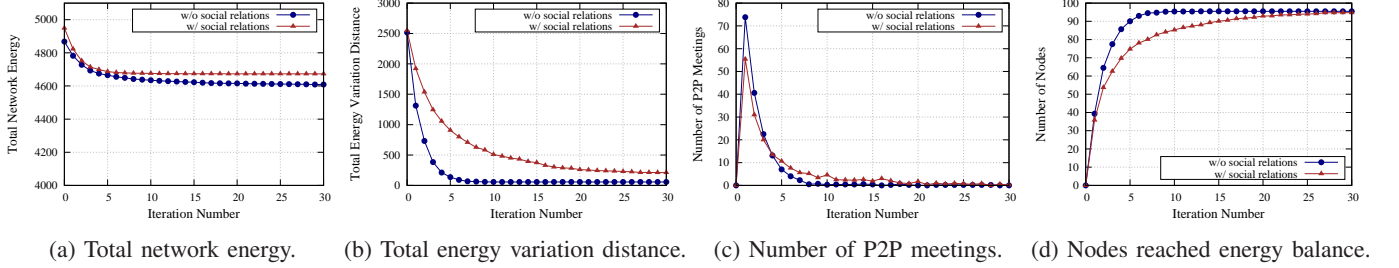 5000
4800
4600
4400
4200
4000
0 5 10 15 20 25 30
Total Network Energy
Iteration Number
w/o social relations
w/ social relations
(a) Total network energy.
3000
2500
2000
1500
1000
500
0
0 5 10 15 20 25 30
Total Energy Variation Distance
Iteration Number
w/o social relations
w/ social relations
(b) Total energy variation distance.
80
70
60
50
40
30
20
10
0
0 5 10 15 20 25 30
Number of P2P Meetings
Iteration Number
w/o social relations
w/ social relations
(c) Number of P2P meetings.
100
90
80
70
60
50
40
30
20
10
0
0 5 10 15 20 25 30
Number of Nodes
Iteration Number
w/o social relations
w/ social relations
(d) Nodes reached energy balance.